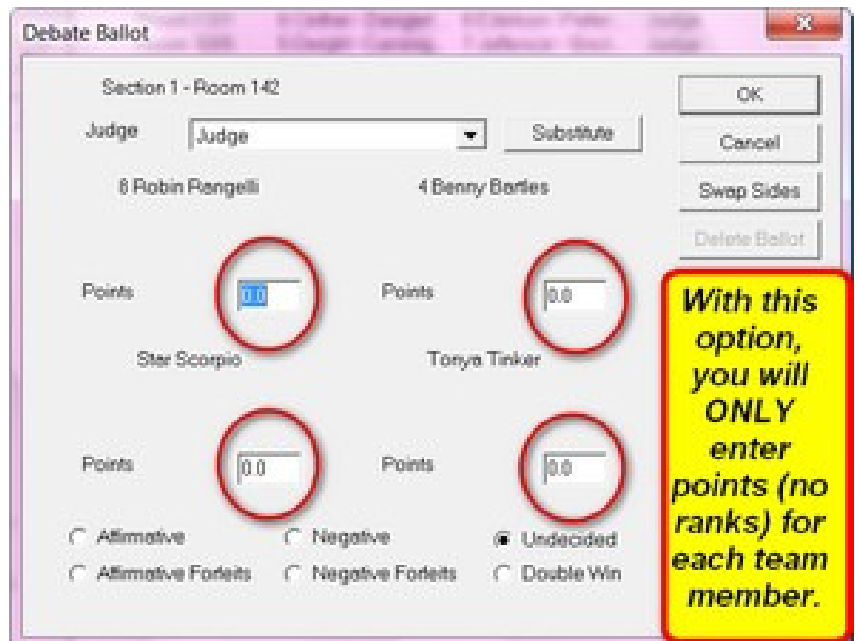 Debate Ballot
Section 1 - Room 142
OK
Judge
Judge
Substitute
Cancel
8 Robin Rangelli
4 Benny Bartles
Swap Sides
Delete Ballot
Points
0.0
Points
0.0
Star Scorpio
Tonya Tinker
Points
0.0
Points
0.0
Affirmative
Negative
Undecided
Affirmative Forfeits
Negative Forfeits
Double Win
With this
option,
you will
ONLY
enter
points (no
ranks) for
each team
member.